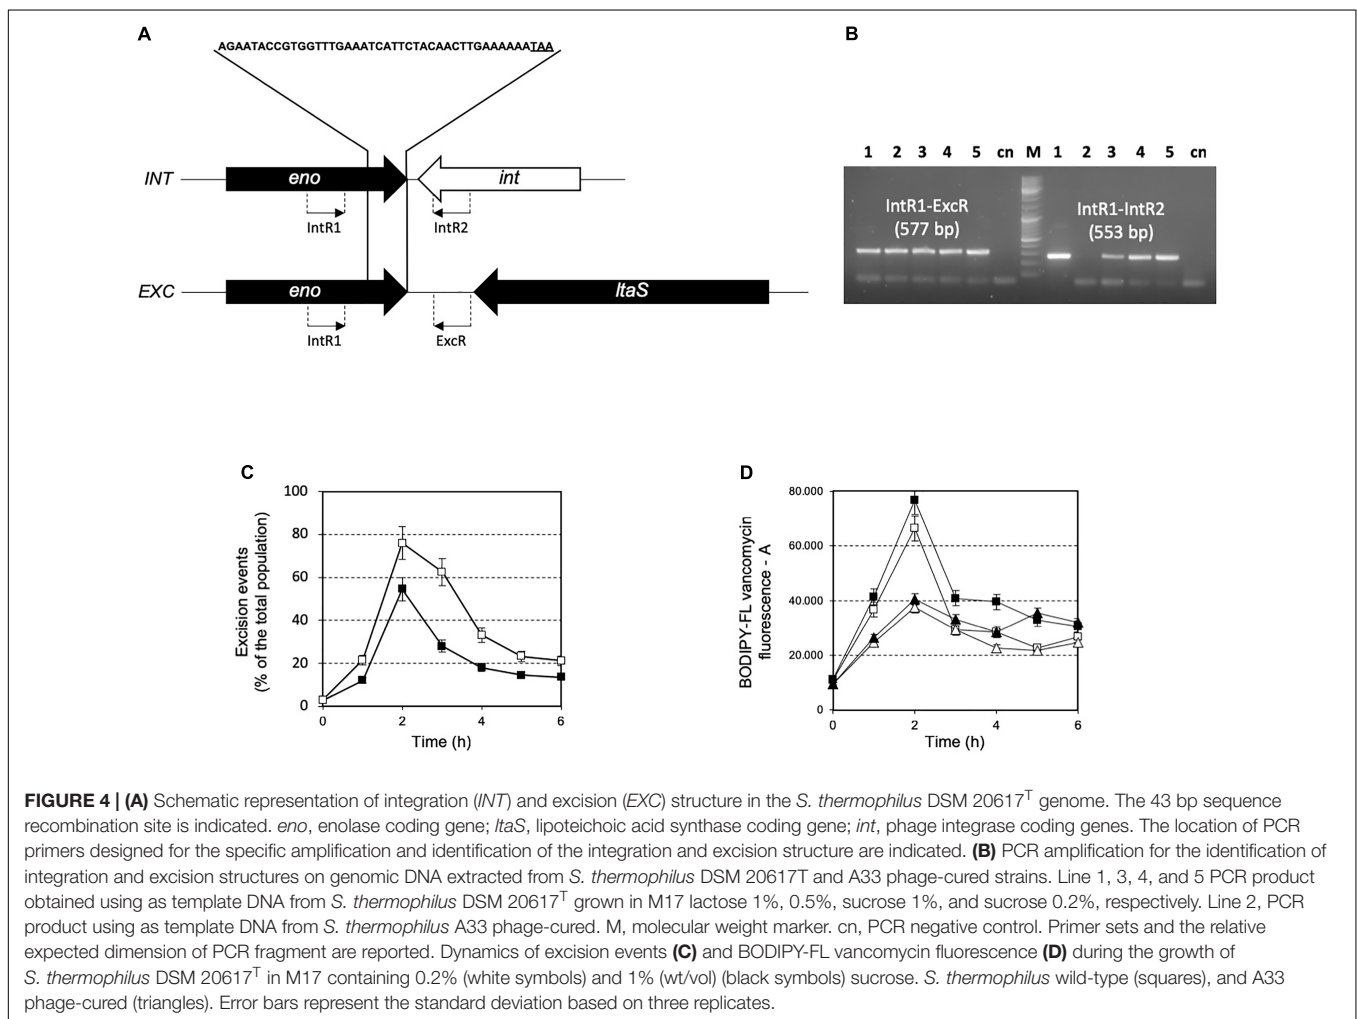 A
AGAATACCGTGGTTTGAAATCATTCTACAACTTGAAAAAATAA
INT
eno
int
IntR1
IntR2
EXC
eno
ltaS
IntR1
ExcR
B
1 2 3 4 5 cn M 1 2 3 4 5 cn
IntR1-ExcR
(577 bp)
IntR1-IntR2
(553 bp)
C
Excision events
(% of the total population)
100
80
60
40
20
0
0 2 4 6
Time (h)
D
BODIPY-FL vancomycin
fluorescence - A
80.000
60.000
40.000
20.000
0
0 2 4 6
Time (h)
FIGURE 4 | (A) Schematic representation of integration (INT) and excision (EXC) structure in the S. thermophilus DSM 20617T genome. The 43 bp sequence
recombination site is indicated. eno, enolase coding gene; ltaS, lipoteichoic acid synthase coding gene; int, phage integrase coding genes. The location of PCR
primers designed for the specific amplification and identification of the integration and excision structure are indicated. (B) PCR amplification for the identification of
integration and excision structures on genomic DNA extracted from S. thermophilus DSM 20617T and A33 phage-cured strains. Line 1, 3, 4, and 5 PCR product
obtained using as template DNA from S. thermophilus DSM 20617T grown in M17 lactose 1%, 0.5%, sucrose 1%, and sucrose 0.2%, respectively. Line 2, PCR
product using as template DNA from S. thermophilus A33 phage-cured. M, molecular weight marker. cn, PCR negative control. Primer sets and the relative
expected dimension of PCR fragment are reported. Dynamics of excision events (C) and BODIPY-FL vancomycin fluorescence (D) during the growth of
S. thermophilus DSM 20617T in M17 containing 0.2% (white symbols) and 1% (wt/vol) (black symbols) sucrose. S. thermophilus wild-type (squares), and A33
phage-cured (triangles). Error bars represent the standard deviation based on three replicates.